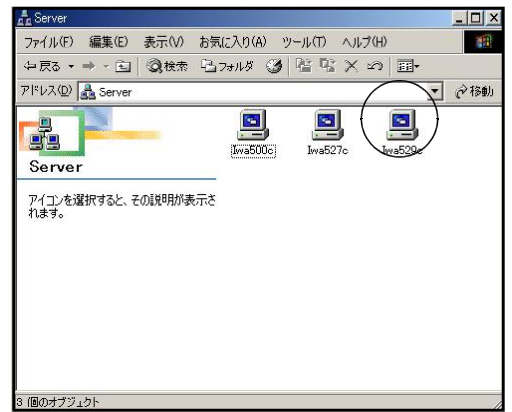 Server
ファイル(F) 編集(E) 表示(V) お気に入り(A) ツール(T) ヘルプ(H)
戻る 検索 フォルダ
アドレス(D) Server 移動
Iwa500c Iwa527c Iwa529c
Server
アイコンを選択すると、その説明が表示さ
れます。
3 個のオブジェクト